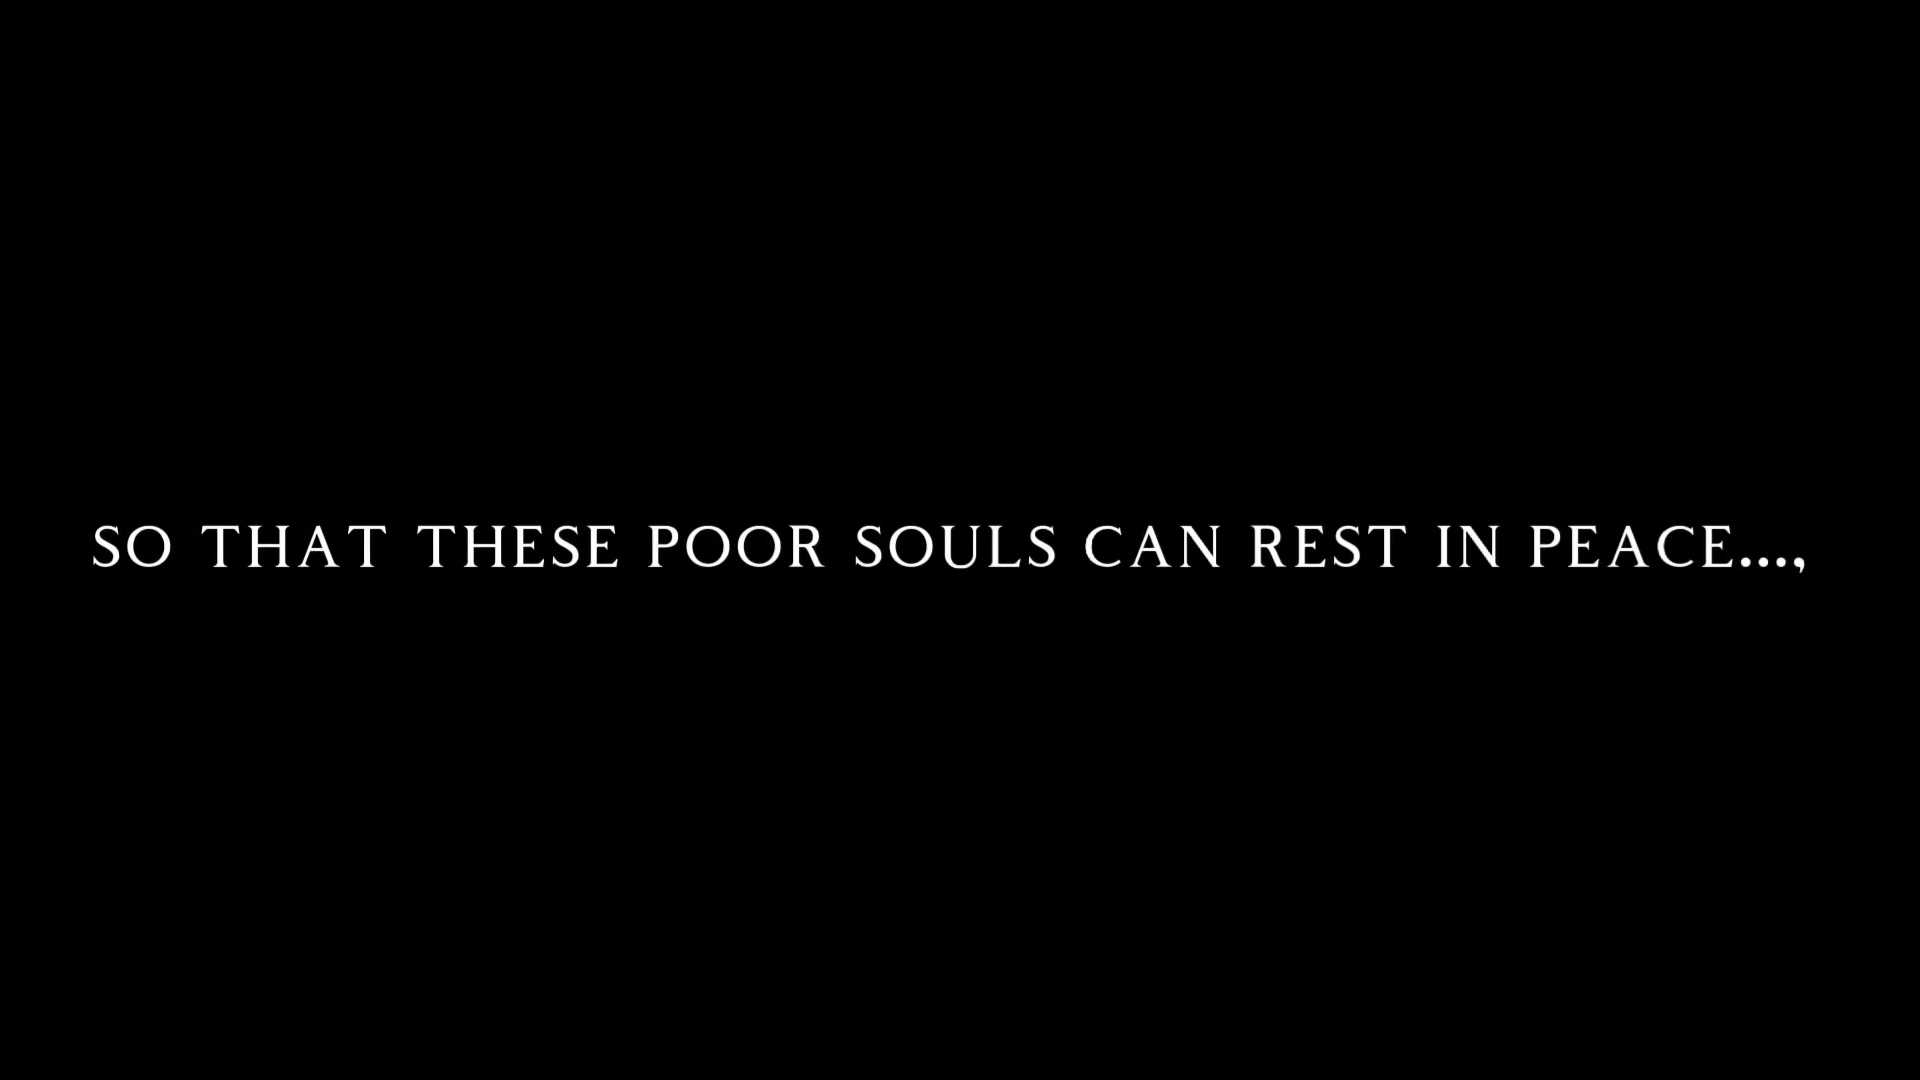 SO THAT THESE POOR SOULS CAN REST IN PEACE...,